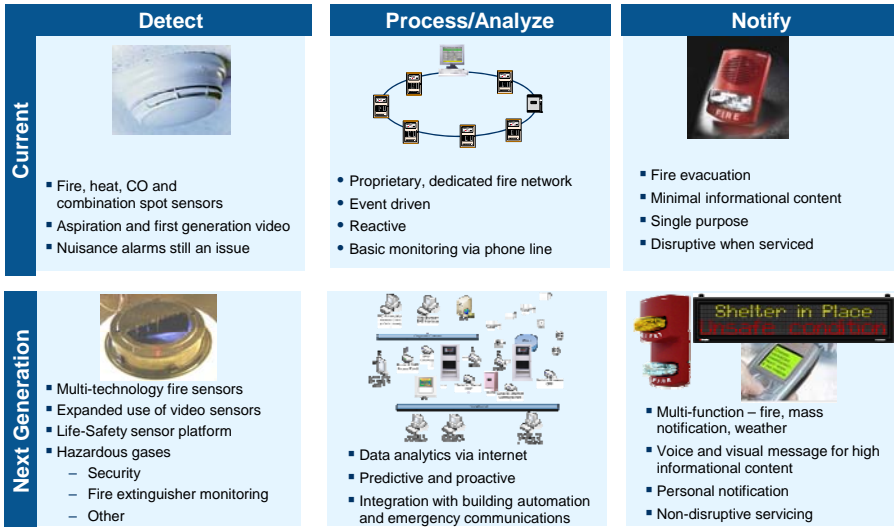 Detect
Process/Analyze
Notify
Current
FIRE
Fire, heat, CO and
combination spot sensors
Aspiration and first generation video
Nuisance alarms still an issue
Proprietary, dedicated fire network
Event driven
Reactive
Basic monitoring via phone line
Fire evacuation
Minimal informational content
Single purpose
Disruptive when serviced
Next Generation
Shelter in Place
Unsafe condition
ALERT
FIRE
Multi-technology fire sensors
Expanded use of video sensors
Life-Safety sensor platform
Hazardous gases
– Security
– Fire extinguisher monitoring
– Other
Data analytics via internet
Predictive and proactive
Integration with building automation
and emergency communications
Multi-function – fire, mass
notification, weather
Voice and visual message for high
informational content
Personal notification
Non-disruptive servicing